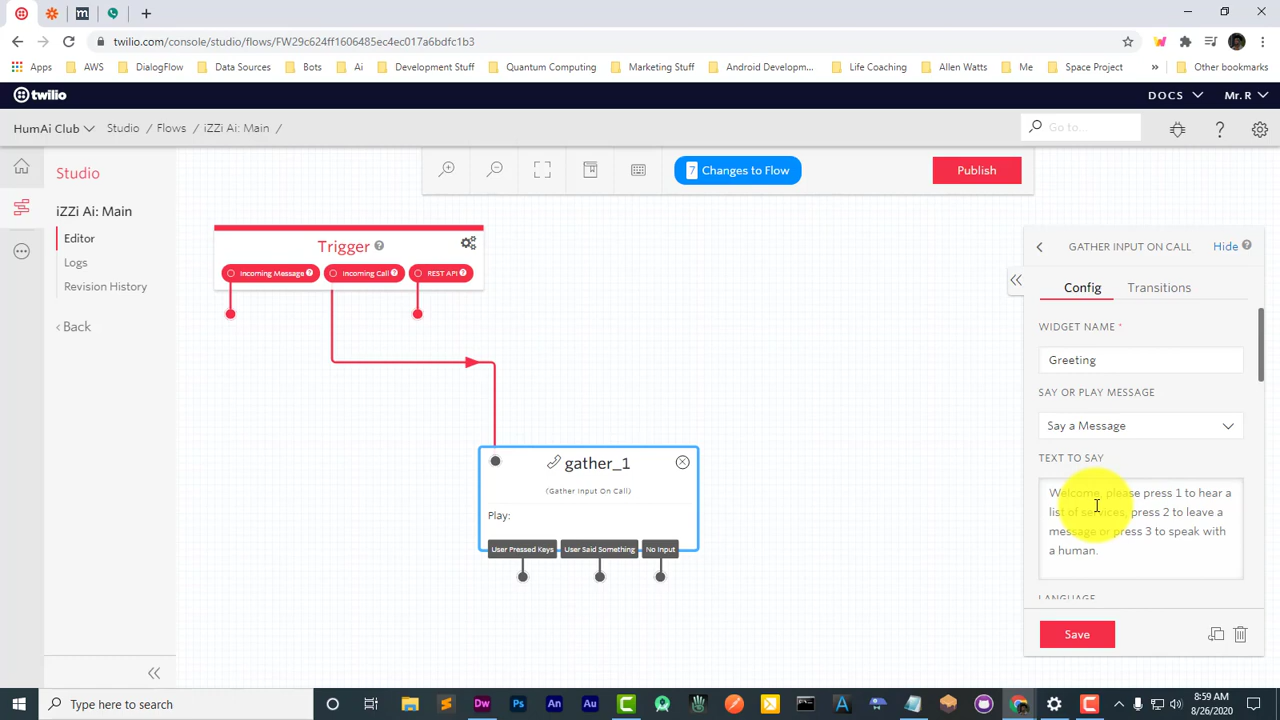 twilio.com/console/studio/flows/FW29c624ff1606485ec4ec017a6bdfc1b3
Apps AWS DialogFlow Data Sources Bots Ai Development Stuff Quantum Computing Marketing Stuff Android Developm... Life Coaching Allen Watts Me Space Project » Other bookmarks
twilio DOCS Mr. R
HumAi Club Studio / Flows / iZZi Ai: Main / Go to...
7 Changes to Flow Publish
Studio
iZZi Ai: Main
Editor
Logs
Revision History
‹ Back
Trigger
Incoming Message Incoming Call REST API
gather_1
(Gather Input On Call)
Play:
User Pressed Keys User Said Something No Input
GATHER INPUT ON CALL Hide
Config Transitions
WIDGET NAME *
Greeting
SAY OR PLAY MESSAGE
Say a Message
TEXT TO SAY
Welcome, please press 1 to hear a
list of services, press 2 to leave a
message or press 3 to speak with
a human.
LANGUAGE
Save
Type here to search
8:59 AM
8/26/2020